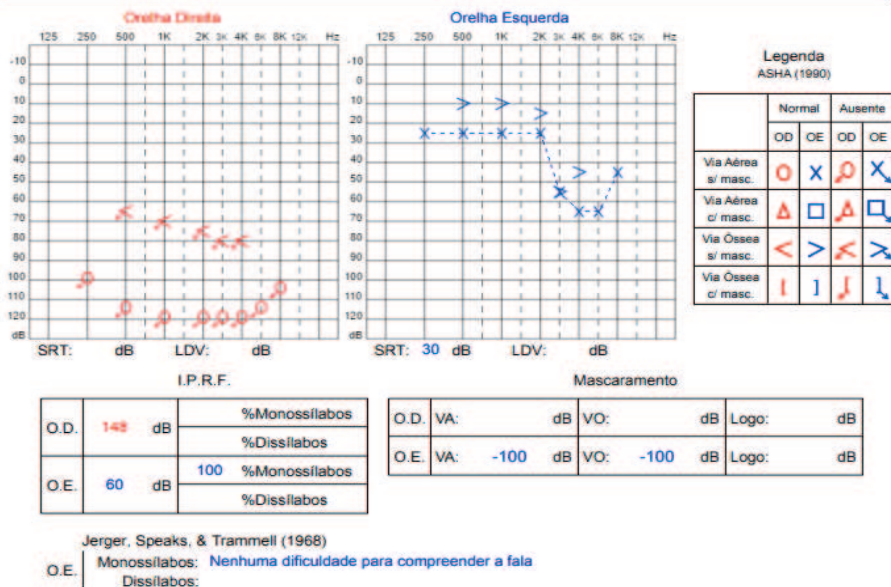 Orelha Direita
125 250 500 1K 2K 3K 4K 6K 8K 12K Hz
-10
0
10
20
30
40
50
60
70
80
90
100
110
120
dB
SRT: dB LDV: dB
Orelha Esquerda
125 250 500 1K 2K 3K 4K 6K 8K 12K Hz
-10
0
10
20
30
40
50
60
70
80
90
100
110
120
dB
SRT: 30 dB LDV: dB
Legenda
ASHA (1990)
Normal Ausente
OD OE OD OE
Via Aérea
s/ masc.
Via Aérea
c/ masc.
Via Óssea
s/ masc.
Via Óssea
c/ masc.
I.P.R.F.
O.D. 148 dB %Monossílabos
%Dissílabos
O.E. 60 dB 100 %Monossílabos
%Dissílabos
Mascaramento
O.D. VA: dB VO: dB Logo: dB
O.E. VA: -100 dB VO: -100 dB Logo: dB
Jerger, Speaks, & Trammell (1968)
O.E. Monossílabos: Nenhuma dificuldade para compreender a fala
Dissílabos: